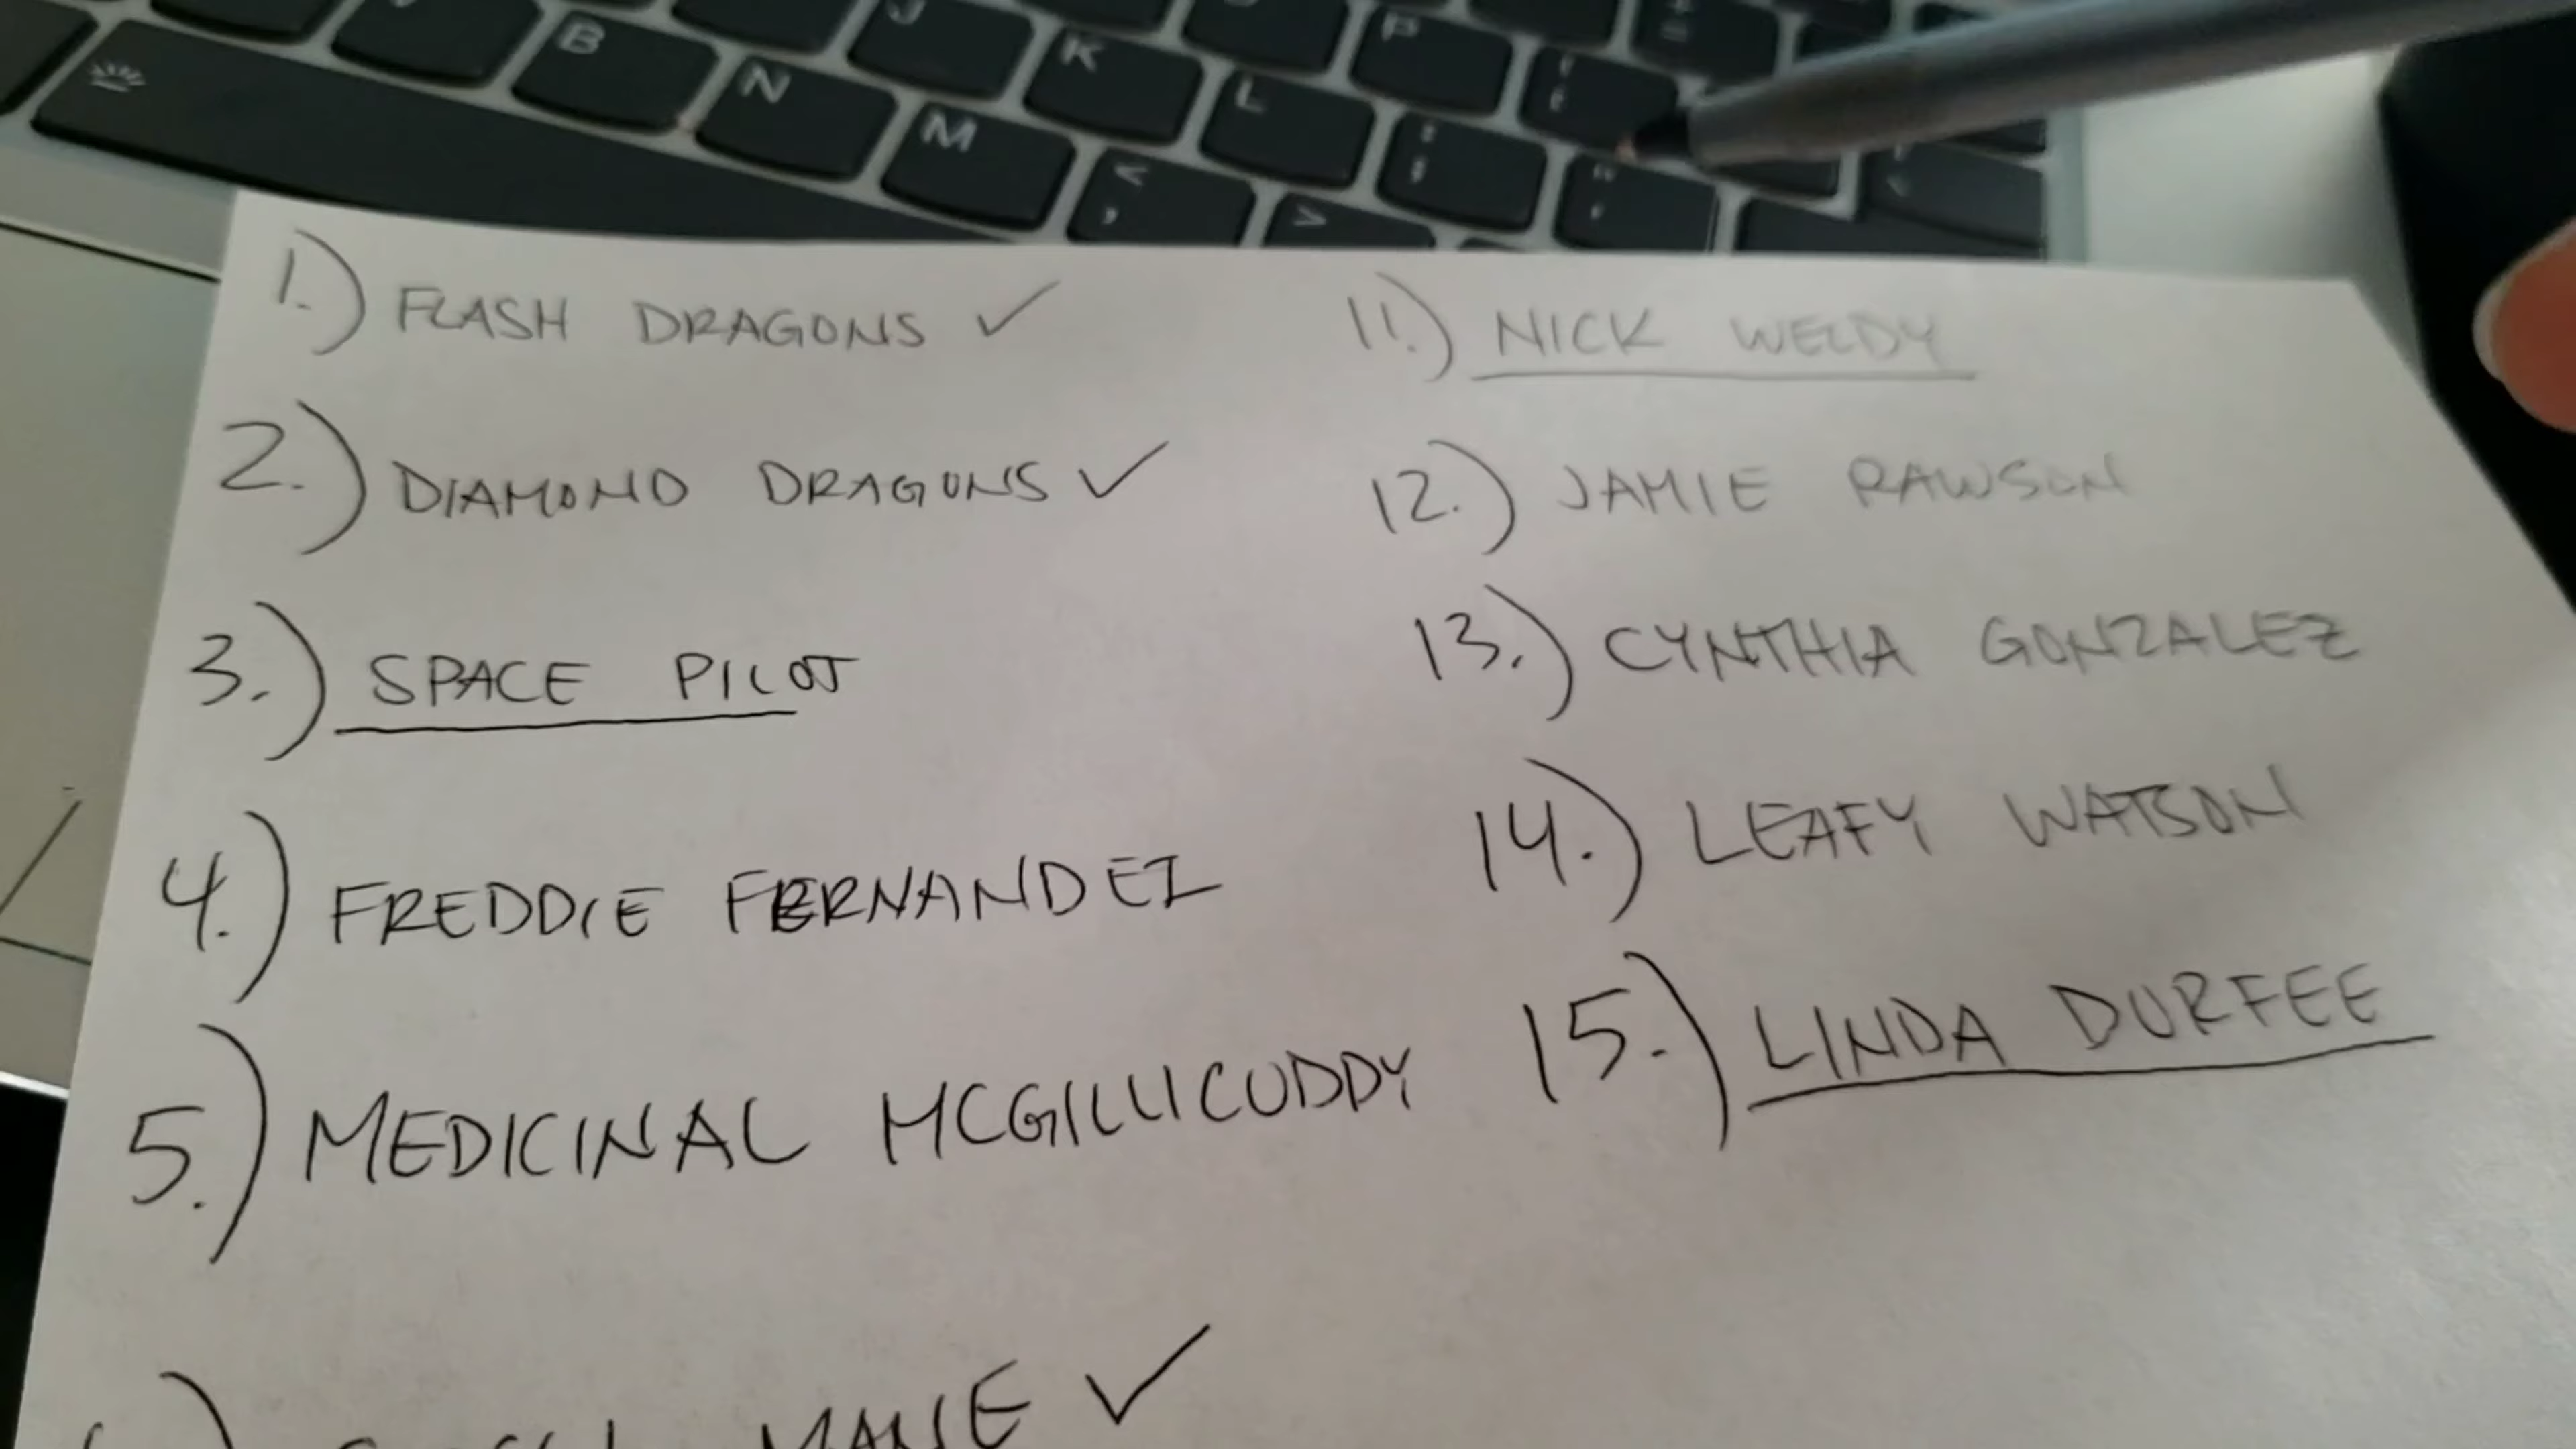 B
N
M
J
K
L
P
<
,
>
:
;
"
'
1.) FLASH DRAGONS ✓
2.) DIAMOND DRAGONS ✓
3.) SPACE PILOT
4.) FREDDIE FERNANDEZ
5.) MEDICINAL MCGILLICUDDY
✓
11.) NICK WELDY
12.) JAMIE RAWSON
13.) CYNTHIA GONZALEZ
14.) LEAFY WATSON
15.) LINDA DURFEE